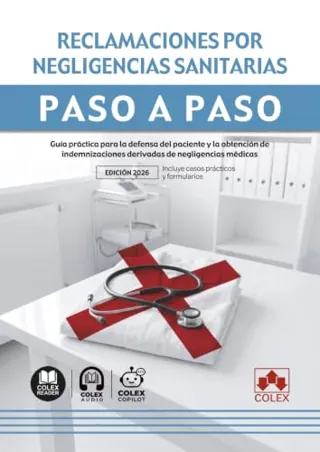 RECLAMACIONES POR
NEGLIGENCIAS SANITARIAS
PASO A PASO
Guía práctica para la defensa del paciente y la obtención de
indemnizaciones derivadas de negligencias médicas
EDICIÓN 2026
Incluye casos prácticos
y formularios
COLEX
READER
COLEX
AUDIO
COLEX
COPILOT
COLEX